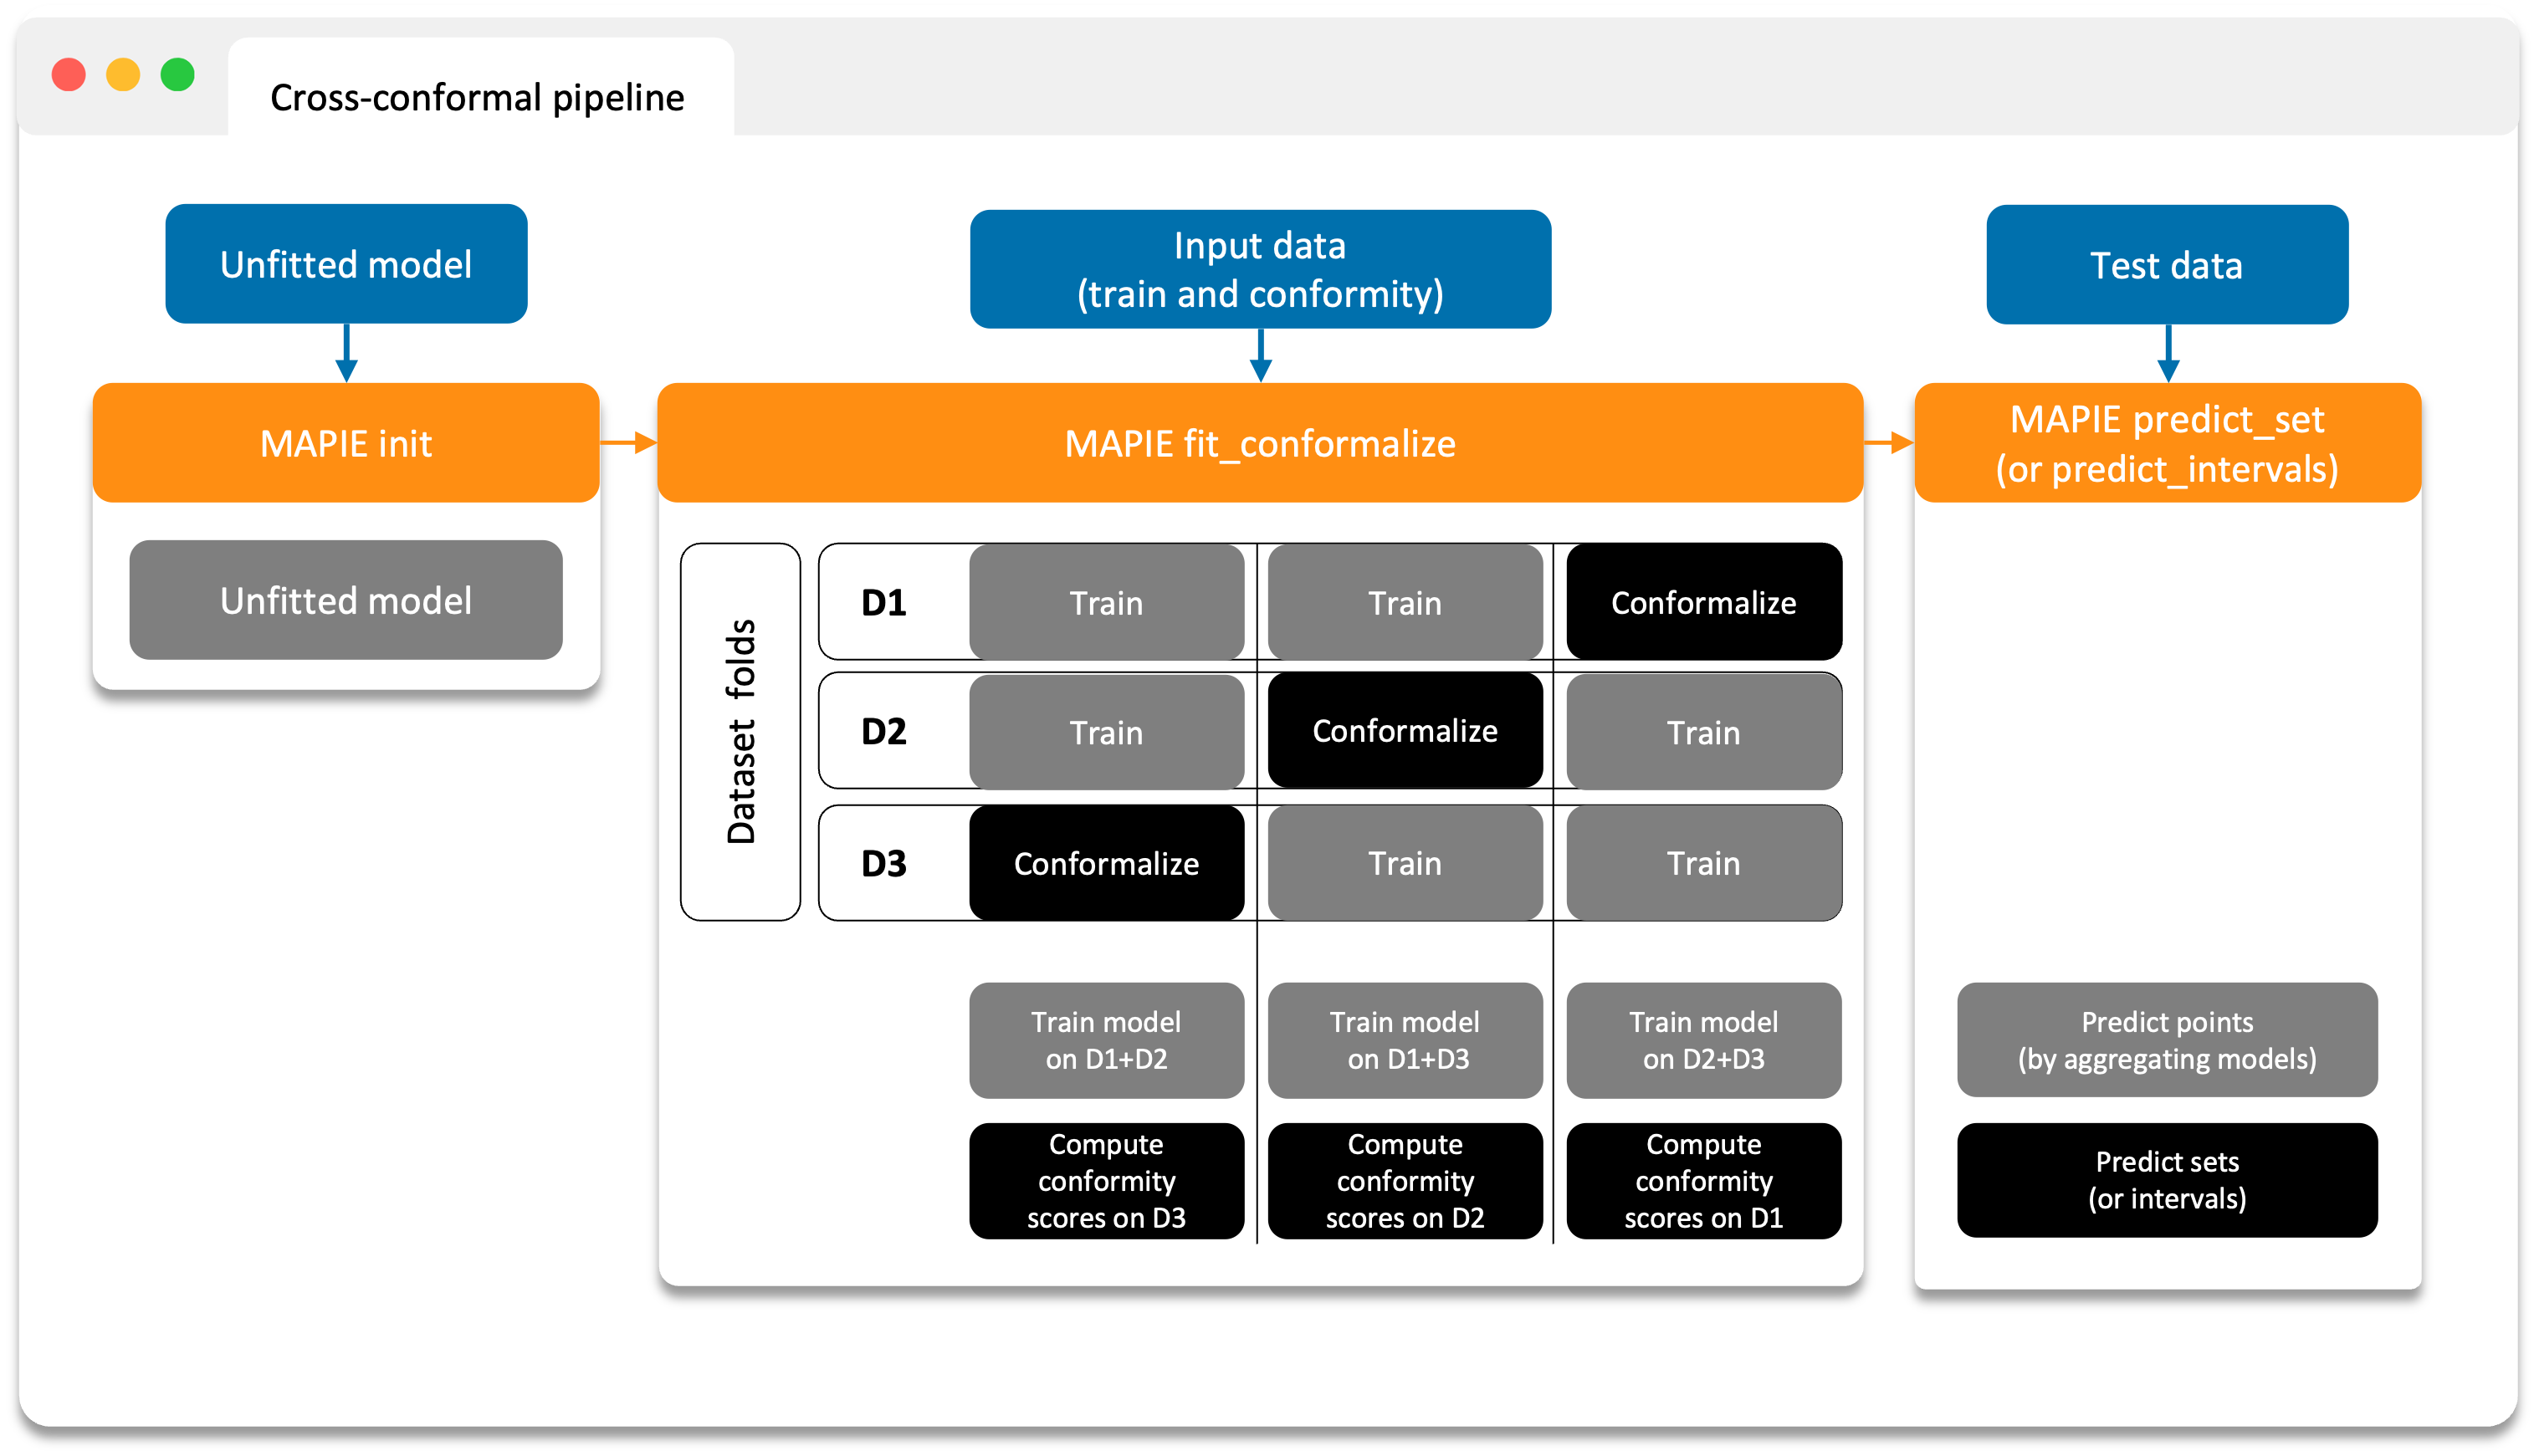 Cross-conformal pipeline
Unfitted model
Input data
(train and conformity)
Test data
MAPIE init
MAPIE fit_conformalize
MAPIE predict_set
(or predict_intervals)
Unfitted model
Dataset folds
D1
Train
Train
Conformalize
D2
Train
Conformalize
Train
D3
Conformalize
Train
Train
Train model
on D1+D2
Train model
on D1+D3
Train model
on D2+D3
Predict points
(by aggregating models)
Compute
conformity
scores on D3
Compute
conformity
scores on D2
Compute
conformity
scores on D1
Predict sets
(or intervals)